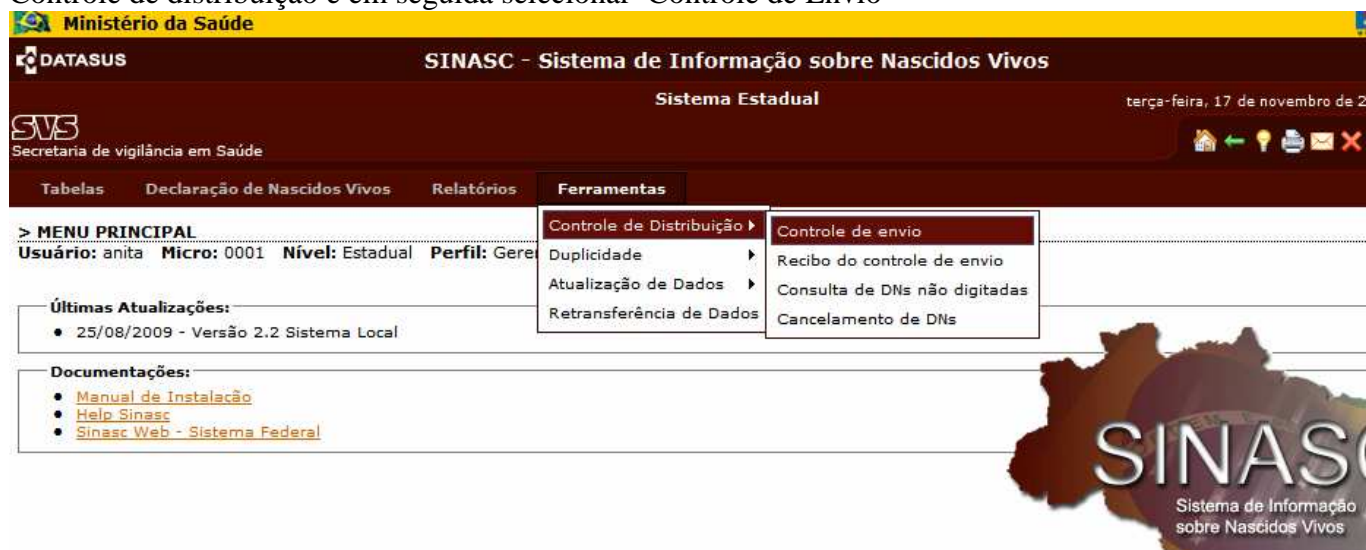 Controle de distribuição e em seguida selecionar Controle de Envio
Ministério da Saúde
DATASUS
SINASC - Sistema de Informação sobre Nascidos Vivos
Sistema Estadual
terça-feira, 17 de novembro de 2
SVS
Secretaria de vigilância em Saúde
Tabelas Declaração de Nascidos Vivos Relatórios Ferramentas
> MENU PRINCIPAL
Usuário: anita Micro: 0001 Nível: Estadual Perfil: Gere
Controle de Distribuição
Duplicidade
Atualização de Dados
Retransferência de Dados
Controle de envio
Recibo do controle de envio
Consulta de DNs não digitadas
Cancelamento de DNs
Últimas Atualizações:
25/08/2009 - Versão 2.2 Sistema Local
Documentações:
Manual de Instalação
Help Sinasc
Sinasc Web - Sistema Federal
SINASC
Sistema de Informação
sobre Nascidos Vivos